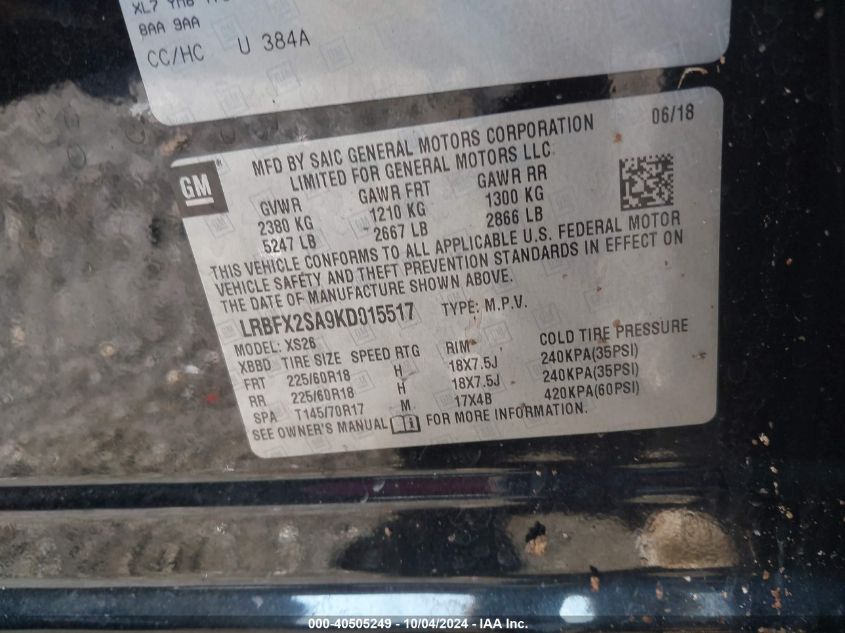 XL7
8AA 9AA
CC/HC U 384A
06/18
GM
MFD BY SAIC GENERAL MOTORS CORPORATION
LIMITED FOR GENERAL MOTORS LLC
GVWR GAWR FRT GAWR RR
2380 KG 1210 KG 1300 KG
5247 LB 2667 LB 2866 LB
THIS VEHICLE CONFORMS TO ALL APPLICABLE U.S. FEDERAL MOTOR
VEHICLE SAFETY AND THEFT PREVENTION STANDARDS IN EFFECT ON
THE DATE OF MANUFACTURE SHOWN ABOVE.
LRBFX2SA9KD015517 TYPE: M.P.V.
MODEL: XS26
XBBD TIRE SIZE SPEED RTG RIM COLD TIRE PRESSURE
FRT 225/60R18 H 18X7.5J 240KPA(35PSI)
RR 225/60R18 H 18X7.5J 240KPA(35PSI)
SPA T145/70R17 M 17X4B 420KPA(60PSI)
SEE OWNER'S MANUAL FOR MORE INFORMATION.
000-40505249 - 10/04/2024 - IAA Inc.